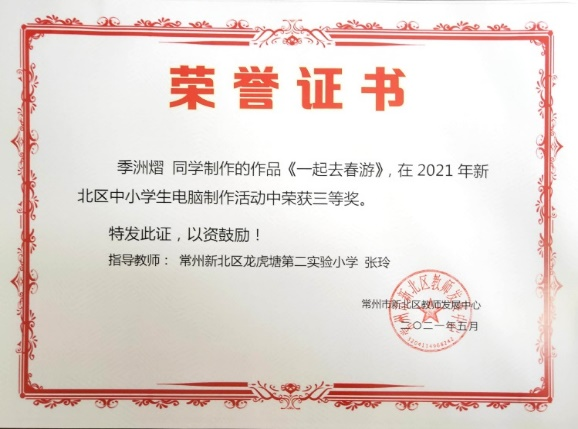 荣誉证书
季洲熠 同学制作的作品《一起去春游》，在2021年新
北区中小学生电脑制作活动中荣获三等奖。
特发此证，以资鼓励！
指导教师： 常州新北区龙虎塘第二实验小学 张玲
常州市新北区教师发展中心
二〇二一年五月